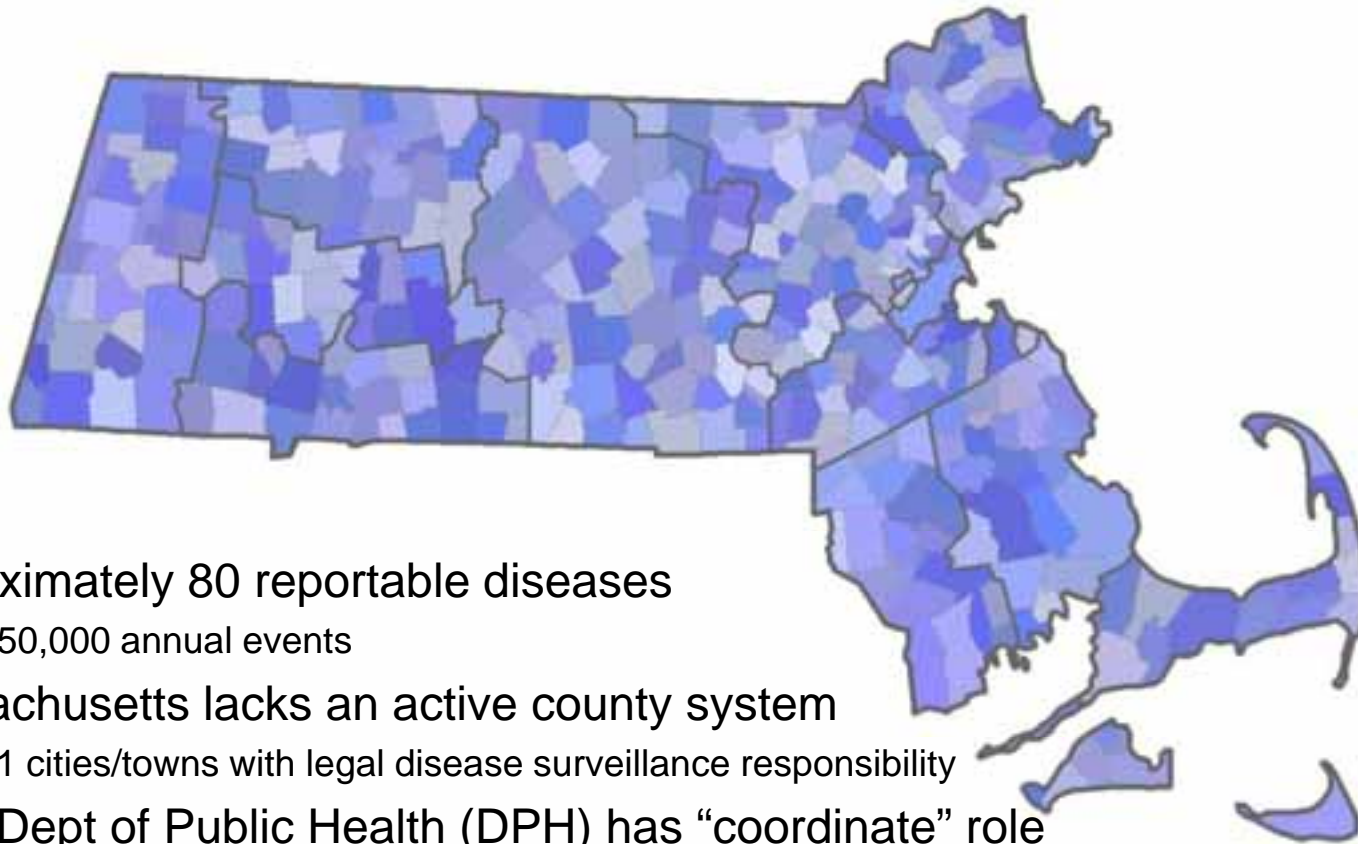 ximately 80 reportable diseases
50,000 annual events
achusetts lacks an active county system
1 cities/towns with legal disease surveillance responsibility
Dept of Public Health (DPH) has “coordinate” role